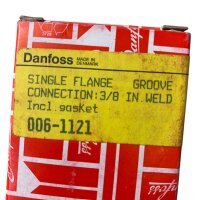 Danfoss MADE IN DENMARK
SINGLE FLANGE GROOVE
CONNECTION:3/8 IN.WELD
Incl.gasket
006-1121